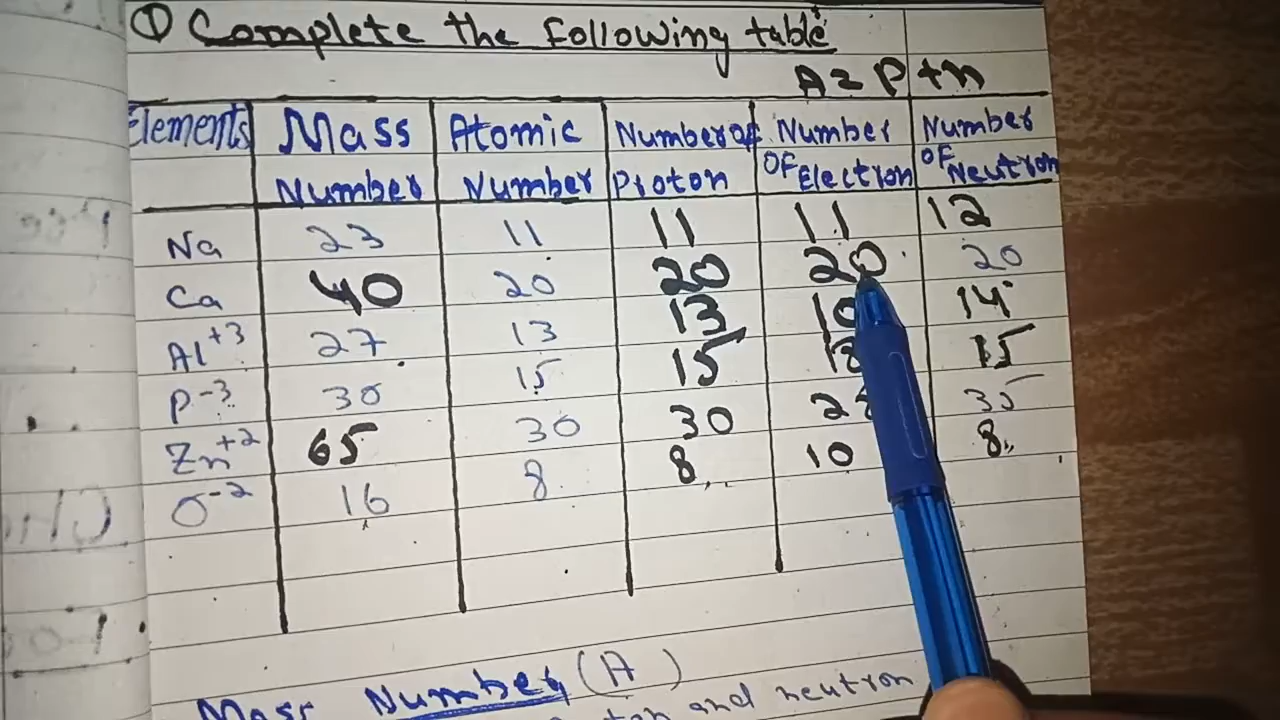 ① Complete the Following table
A = P + n
Elements Mass Number Atomic Number Number of Proton Number Of Electron Number Of Neutron
Na 23 11 11 11 12
Ca 40 20 20 20 20
Al+3 27 13 13 10 14
P-3 30 15 15 18 15
Zn+2 65 30 30 28 35
O-2 16 8 8 10 8
Mass Number (A)
and neutron